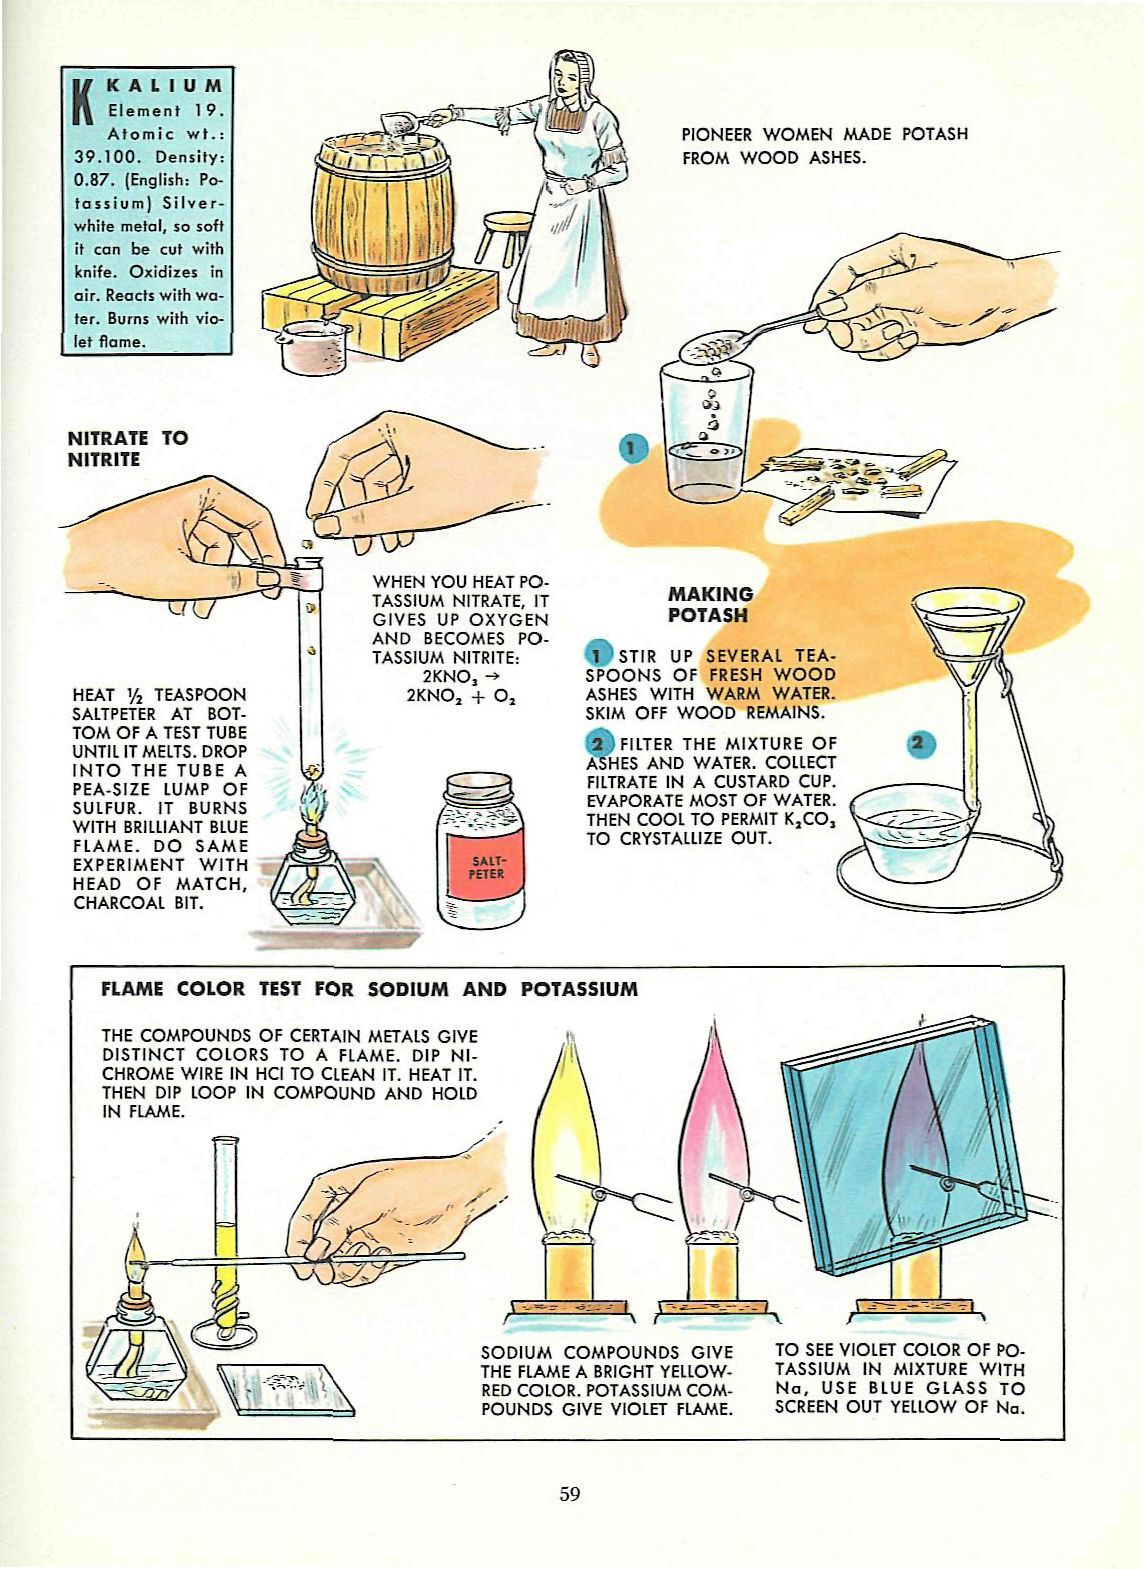 K KALIUM
Element 19.
Atomic wt.:
39.100. Density:
0.87. (English: Po-
tassium) Silver-
white metal, so soft
it can be cut with
knife. Oxidizes in
air. Reacts with wa-
ter. Burns with vio-
let flame.
PIONEER WOMEN MADE POTASH
FROM WOOD ASHES.
NITRATE TO
NITRITE
WHEN YOU HEAT PO-
TASSIUM NITRATE, IT
GIVES UP OXYGEN
AND BECOMES PO-
TASSIUM NITRITE:
2KNO₃ →
2KNO₂ + O₂
HEAT ½ TEASPOON
SALTPETER AT BOT-
TOM OF A TEST TUBE
UNTIL IT MELTS. DROP
INTO THE TUBE A
PEA-SIZE LUMP OF
SULFUR. IT BURNS
WITH BRILLIANT BLUE
FLAME. DO SAME
EXPERIMENT WITH
HEAD OF MATCH,
CHARCOAL BIT.
SALT-
PETER
1
MAKING
POTASH
1 STIR UP SEVERAL TEA-
SPOONS OF FRESH WOOD
ASHES WITH WARM WATER.
SKIM OFF WOOD REMAINS.
2 FILTER THE MIXTURE OF
ASHES AND WATER. COLLECT
FILTRATE IN A CUSTARD CUP.
EVAPORATE MOST OF WATER.
THEN COOL TO PERMIT K₂CO₃
TO CRYSTALLIZE OUT.
2
FLAME COLOR TEST FOR SODIUM AND POTASSIUM
THE COMPOUNDS OF CERTAIN METALS GIVE
DISTINCT COLORS TO A FLAME. DIP NI-
CHROME WIRE IN HCl TO CLEAN IT. HEAT IT.
THEN DIP LOOP IN COMPOUND AND HOLD
IN FLAME.
SODIUM COMPOUNDS GIVE
THE FLAME A BRIGHT YELLOW-
RED COLOR. POTASSIUM COM-
POUNDS GIVE VIOLET FLAME.
TO SEE VIOLET COLOR OF PO-
TASSIUM IN MIXTURE WITH
Na, USE BLUE GLASS TO
SCREEN OUT YELLOW OF Na.
59